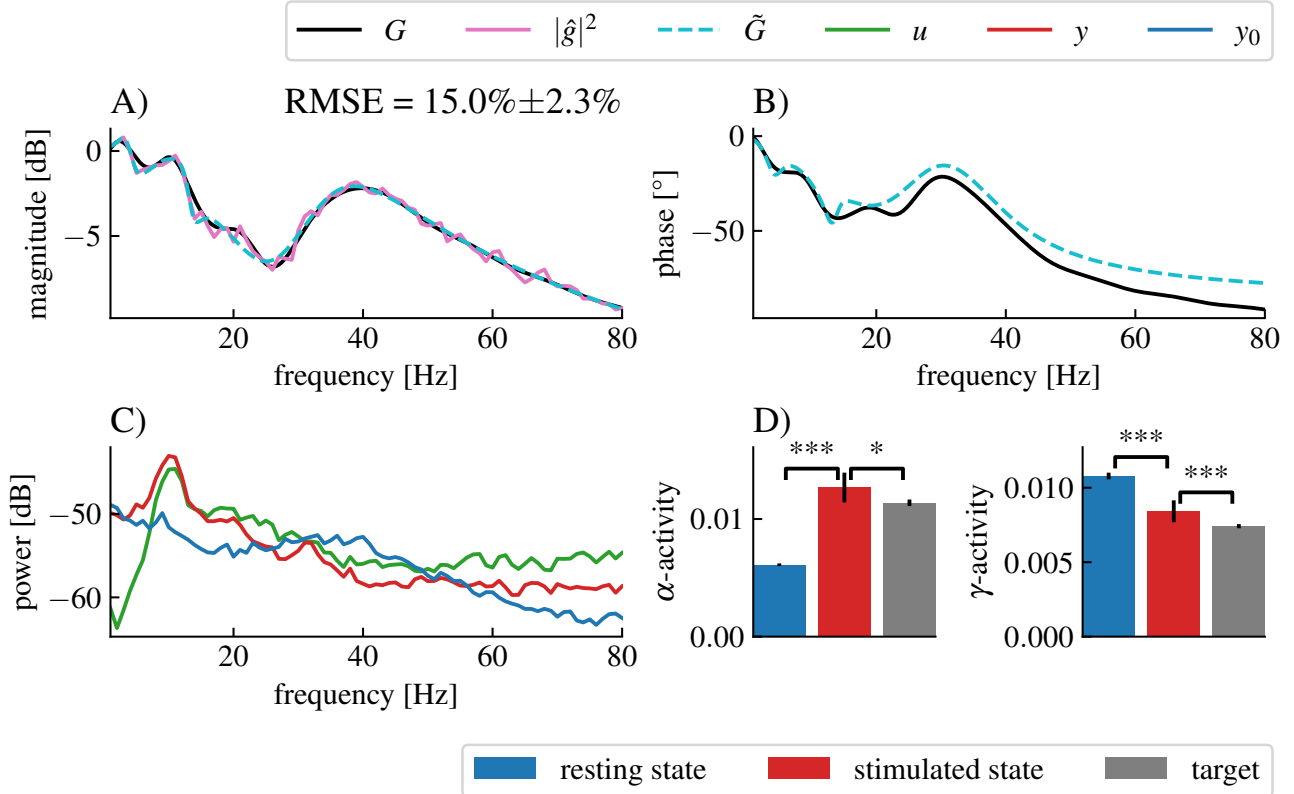 G |ĝ|² G̃ u y y₀
A) RMSE = 15.0%±2.3%
magnitude [dB]
0
−5
20 40 60 80
frequency [Hz]
B)
phase [°]
0
−50
20 40 60 80
frequency [Hz]
C)
power [dB]
−50
−60
20 40 60 80
frequency [Hz]
D)
α-activity
0.01
0.00
*** *
γ-activity
0.010
0.005
0.000
***
***
resting state stimulated state target